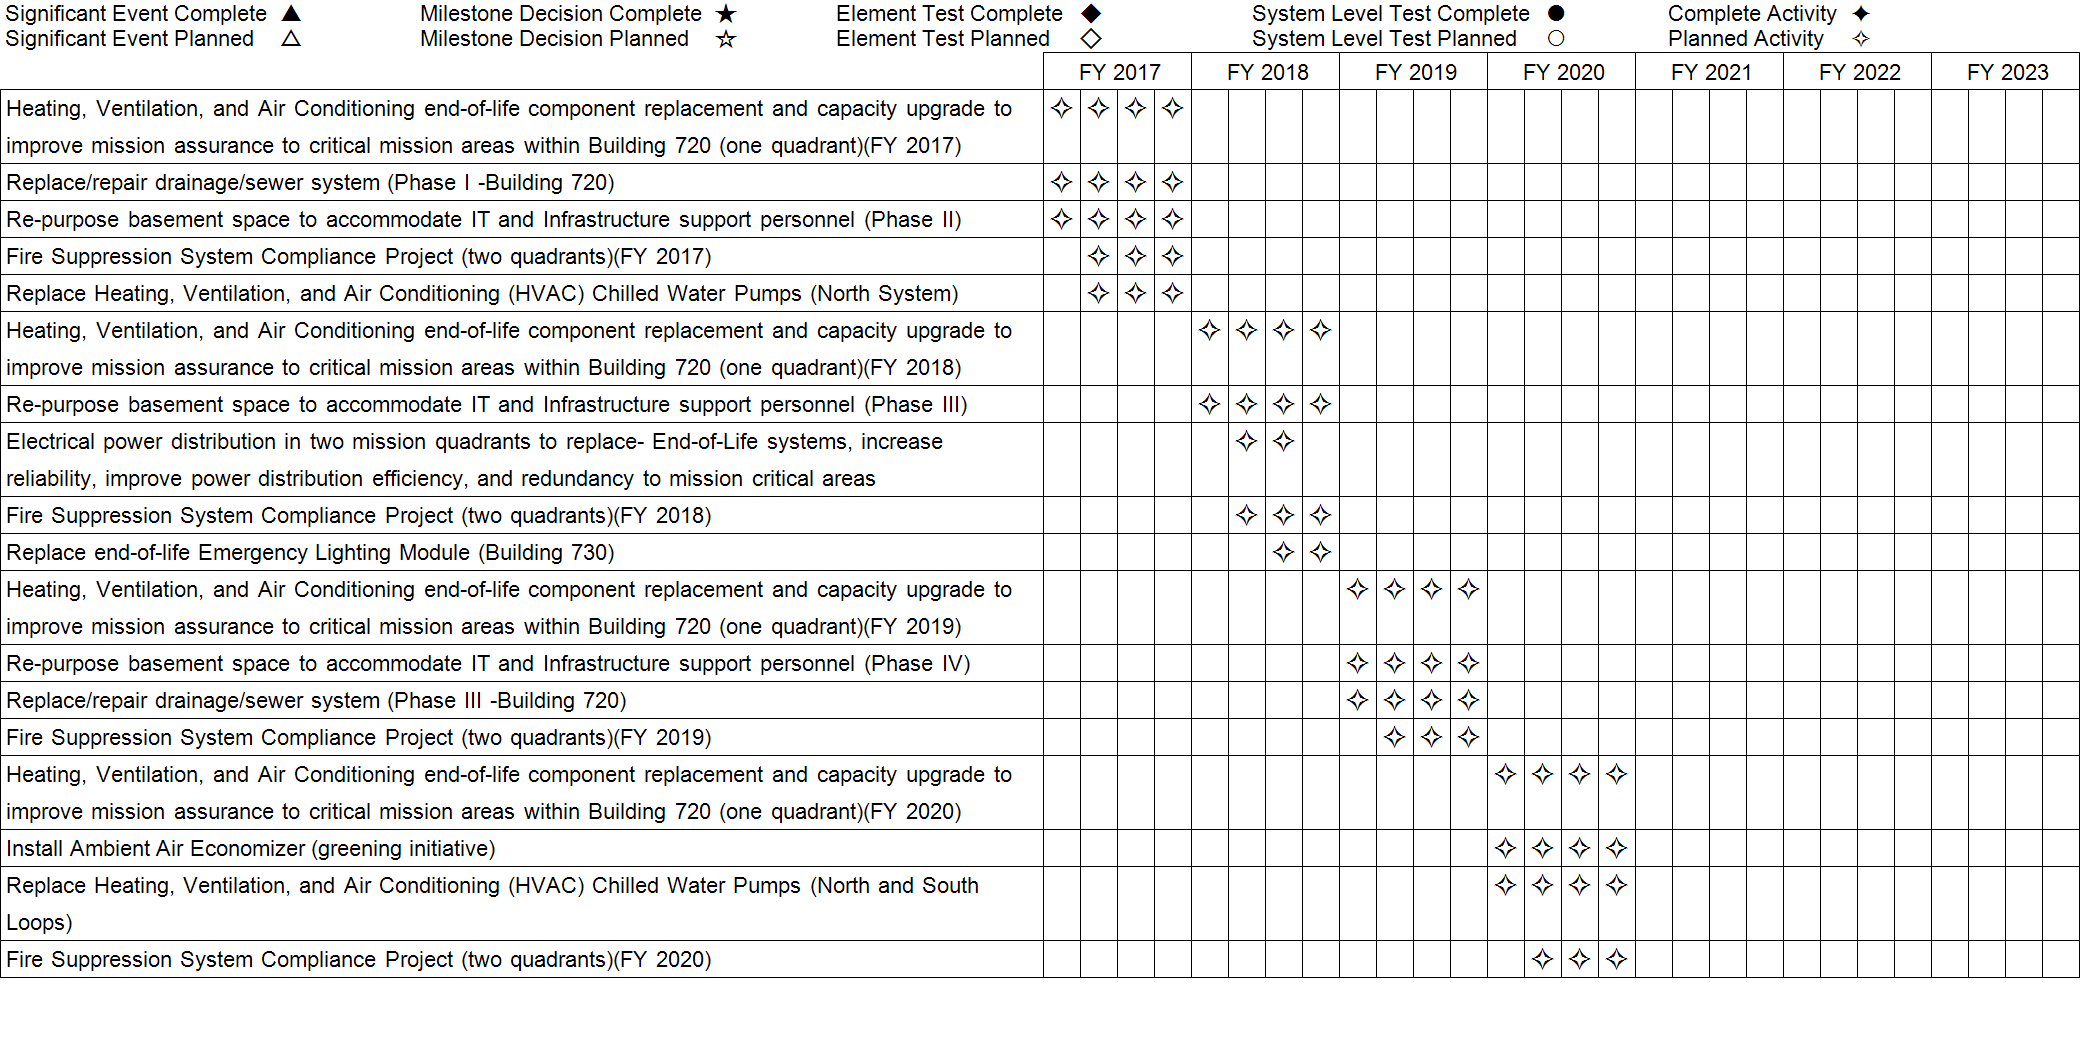 Significant Event Complete ▲ Milestone Decision Complete ★ Element Test Complete ◆ System Level Test Complete ● Complete Activity ✦
Significant Event Planned △ Milestone Decision Planned ☆ Element Test Planned ◇ System Level Test Planned ○ Planned Activity ✧
FY 2017 FY 2018 FY 2019 FY 2020 FY 2021 FY 2022 FY 2023
Heating, Ventilation, and Air Conditioning end-of-life component replacement and capacity upgrade to ✧ ✧ ✧ ✧
improve mission assurance to critical mission areas within Building 720 (one quadrant)(FY 2017)
Replace/repair drainage/sewer system (Phase I -Building 720) ✧ ✧ ✧ ✧
Re-purpose basement space to accommodate IT and Infrastructure support personnel (Phase II) ✧ ✧ ✧ ✧
Fire Suppression System Compliance Project (two quadrants)(FY 2017) ✧ ✧ ✧
Replace Heating, Ventilation, and Air Conditioning (HVAC) Chilled Water Pumps (North System) ✧ ✧ ✧
Heating, Ventilation, and Air Conditioning end-of-life component replacement and capacity upgrade to ✧ ✧ ✧ ✧
improve mission assurance to critical mission areas within Building 720 (one quadrant)(FY 2018)
Re-purpose basement space to accommodate IT and Infrastructure support personnel (Phase III) ✧ ✧ ✧ ✧
Electrical power distribution in two mission quadrants to replace- End-of-Life systems, increase ✧ ✧
reliability, improve power distribution efficiency, and redundancy to mission critical areas
Fire Suppression System Compliance Project (two quadrants)(FY 2018) ✧ ✧ ✧
Replace end-of-life Emergency Lighting Module (Building 730) ✧ ✧
Heating, Ventilation, and Air Conditioning end-of-life component replacement and capacity upgrade to ✧ ✧ ✧ ✧
improve mission assurance to critical mission areas within Building 720 (one quadrant)(FY 2019)
Re-purpose basement space to accommodate IT and Infrastructure support personnel (Phase IV) ✧ ✧ ✧ ✧
Replace/repair drainage/sewer system (Phase III -Building 720) ✧ ✧ ✧ ✧
Fire Suppression System Compliance Project (two quadrants)(FY 2019) ✧ ✧ ✧
Heating, Ventilation, and Air Conditioning end-of-life component replacement and capacity upgrade to ✧ ✧ ✧ ✧
improve mission assurance to critical mission areas within Building 720 (one quadrant)(FY 2020)
Install Ambient Air Economizer (greening initiative) ✧ ✧ ✧ ✧
Replace Heating, Ventilation, and Air Conditioning (HVAC) Chilled Water Pumps (North and South ✧ ✧ ✧ ✧
Loops)
Fire Suppression System Compliance Project (two quadrants)(FY 2020) ✧ ✧ ✧